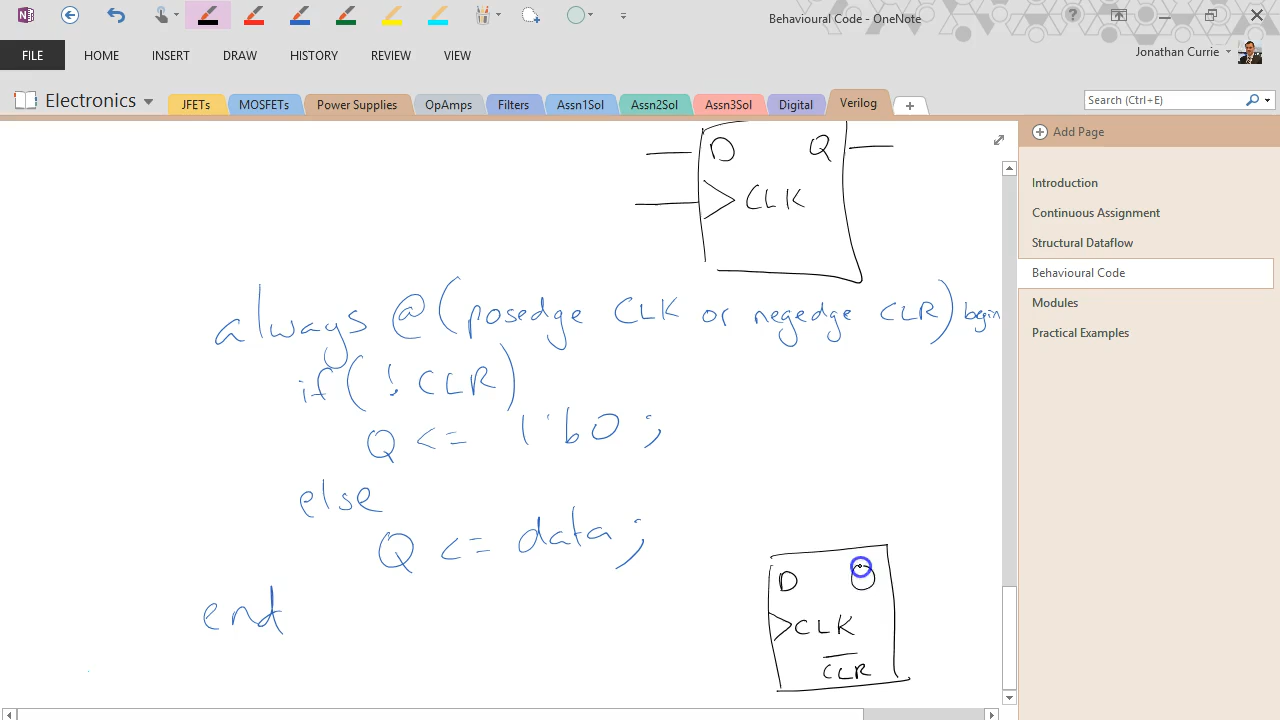 Behavioural Code - OneNote
FILE HOME INSERT DRAW HISTORY REVIEW VIEW
Jonathan Currie
Electronics
JFETs MOSFETs Power Supplies OpAmps Filters Assn1Sol Assn2Sol Assn3Sol Digital Verilog
Search (Ctrl+E)
Add Page
Introduction
Continuous Assignment
Structural Dataflow
Behavioural Code
Modules
Practical Examples
D Q
CLK
always @ (posedge CLK or negedge CLR) begin
if ( ! CLR )
Q <= 1'b0 ;
else
Q <= data ;
end
D
CLK
CLR